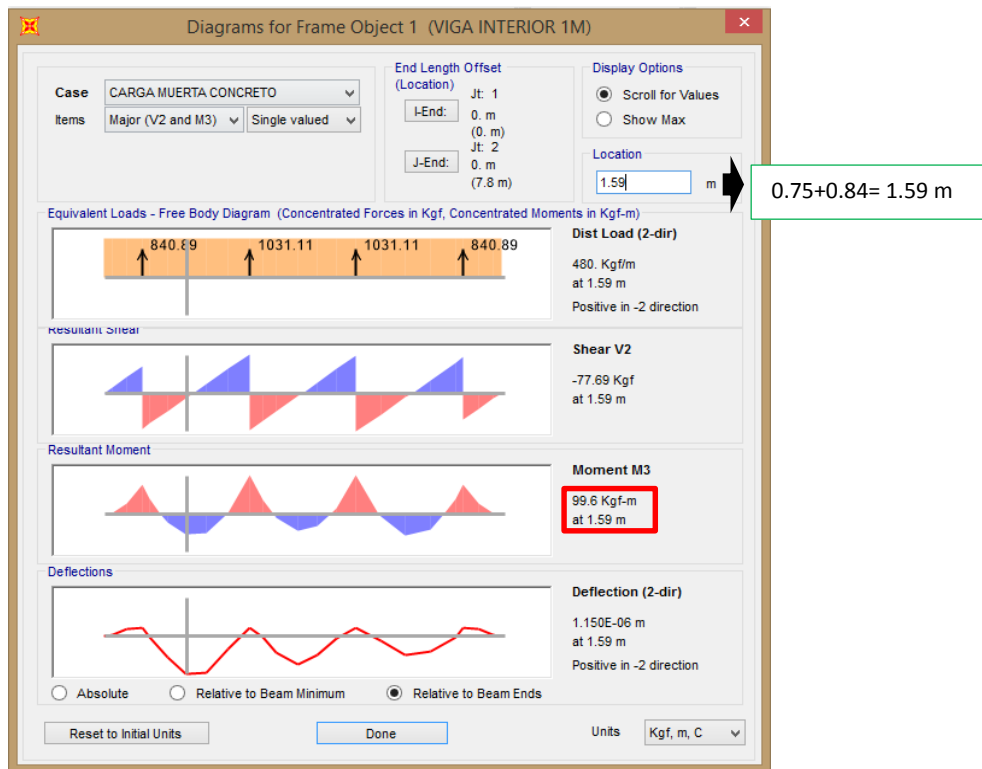 Diagrams for Frame Object 1 (VIGA INTERIOR 1M)
x
Case
CARGA MUERTA CONCRETO
Items
Major (V2 and M3)
Single valued
End Length Offset
(Location)
Jt: 1
I-End:
0. m
(0. m)
Jt: 2
J-End:
0. m
(7.8 m)
Display Options
Scroll for Values
Show Max
Location
1.59
m
0.75+0.84= 1.59 m
Equivalent Loads - Free Body Diagram (Concentrated Forces in Kgf, Concentrated Moments in Kgf-m)
840.89
1031.11
1031.11
840.89
Dist Load (2-dir)
480. Kgf/m
at 1.59 m
Positive in -2 direction
Resultant Shear
Shear V2
-77.69 Kgf
at 1.59 m
Resultant Moment
Moment M3
99.6 Kgf-m
at 1.59 m
Deflections
Deflection (2-dir)
1.150E-06 m
at 1.59 m
Positive in -2 direction
Absolute
Relative to Beam Minimum
Relative to Beam Ends
Reset to Initial Units
Done
Units
Kgf, m, C